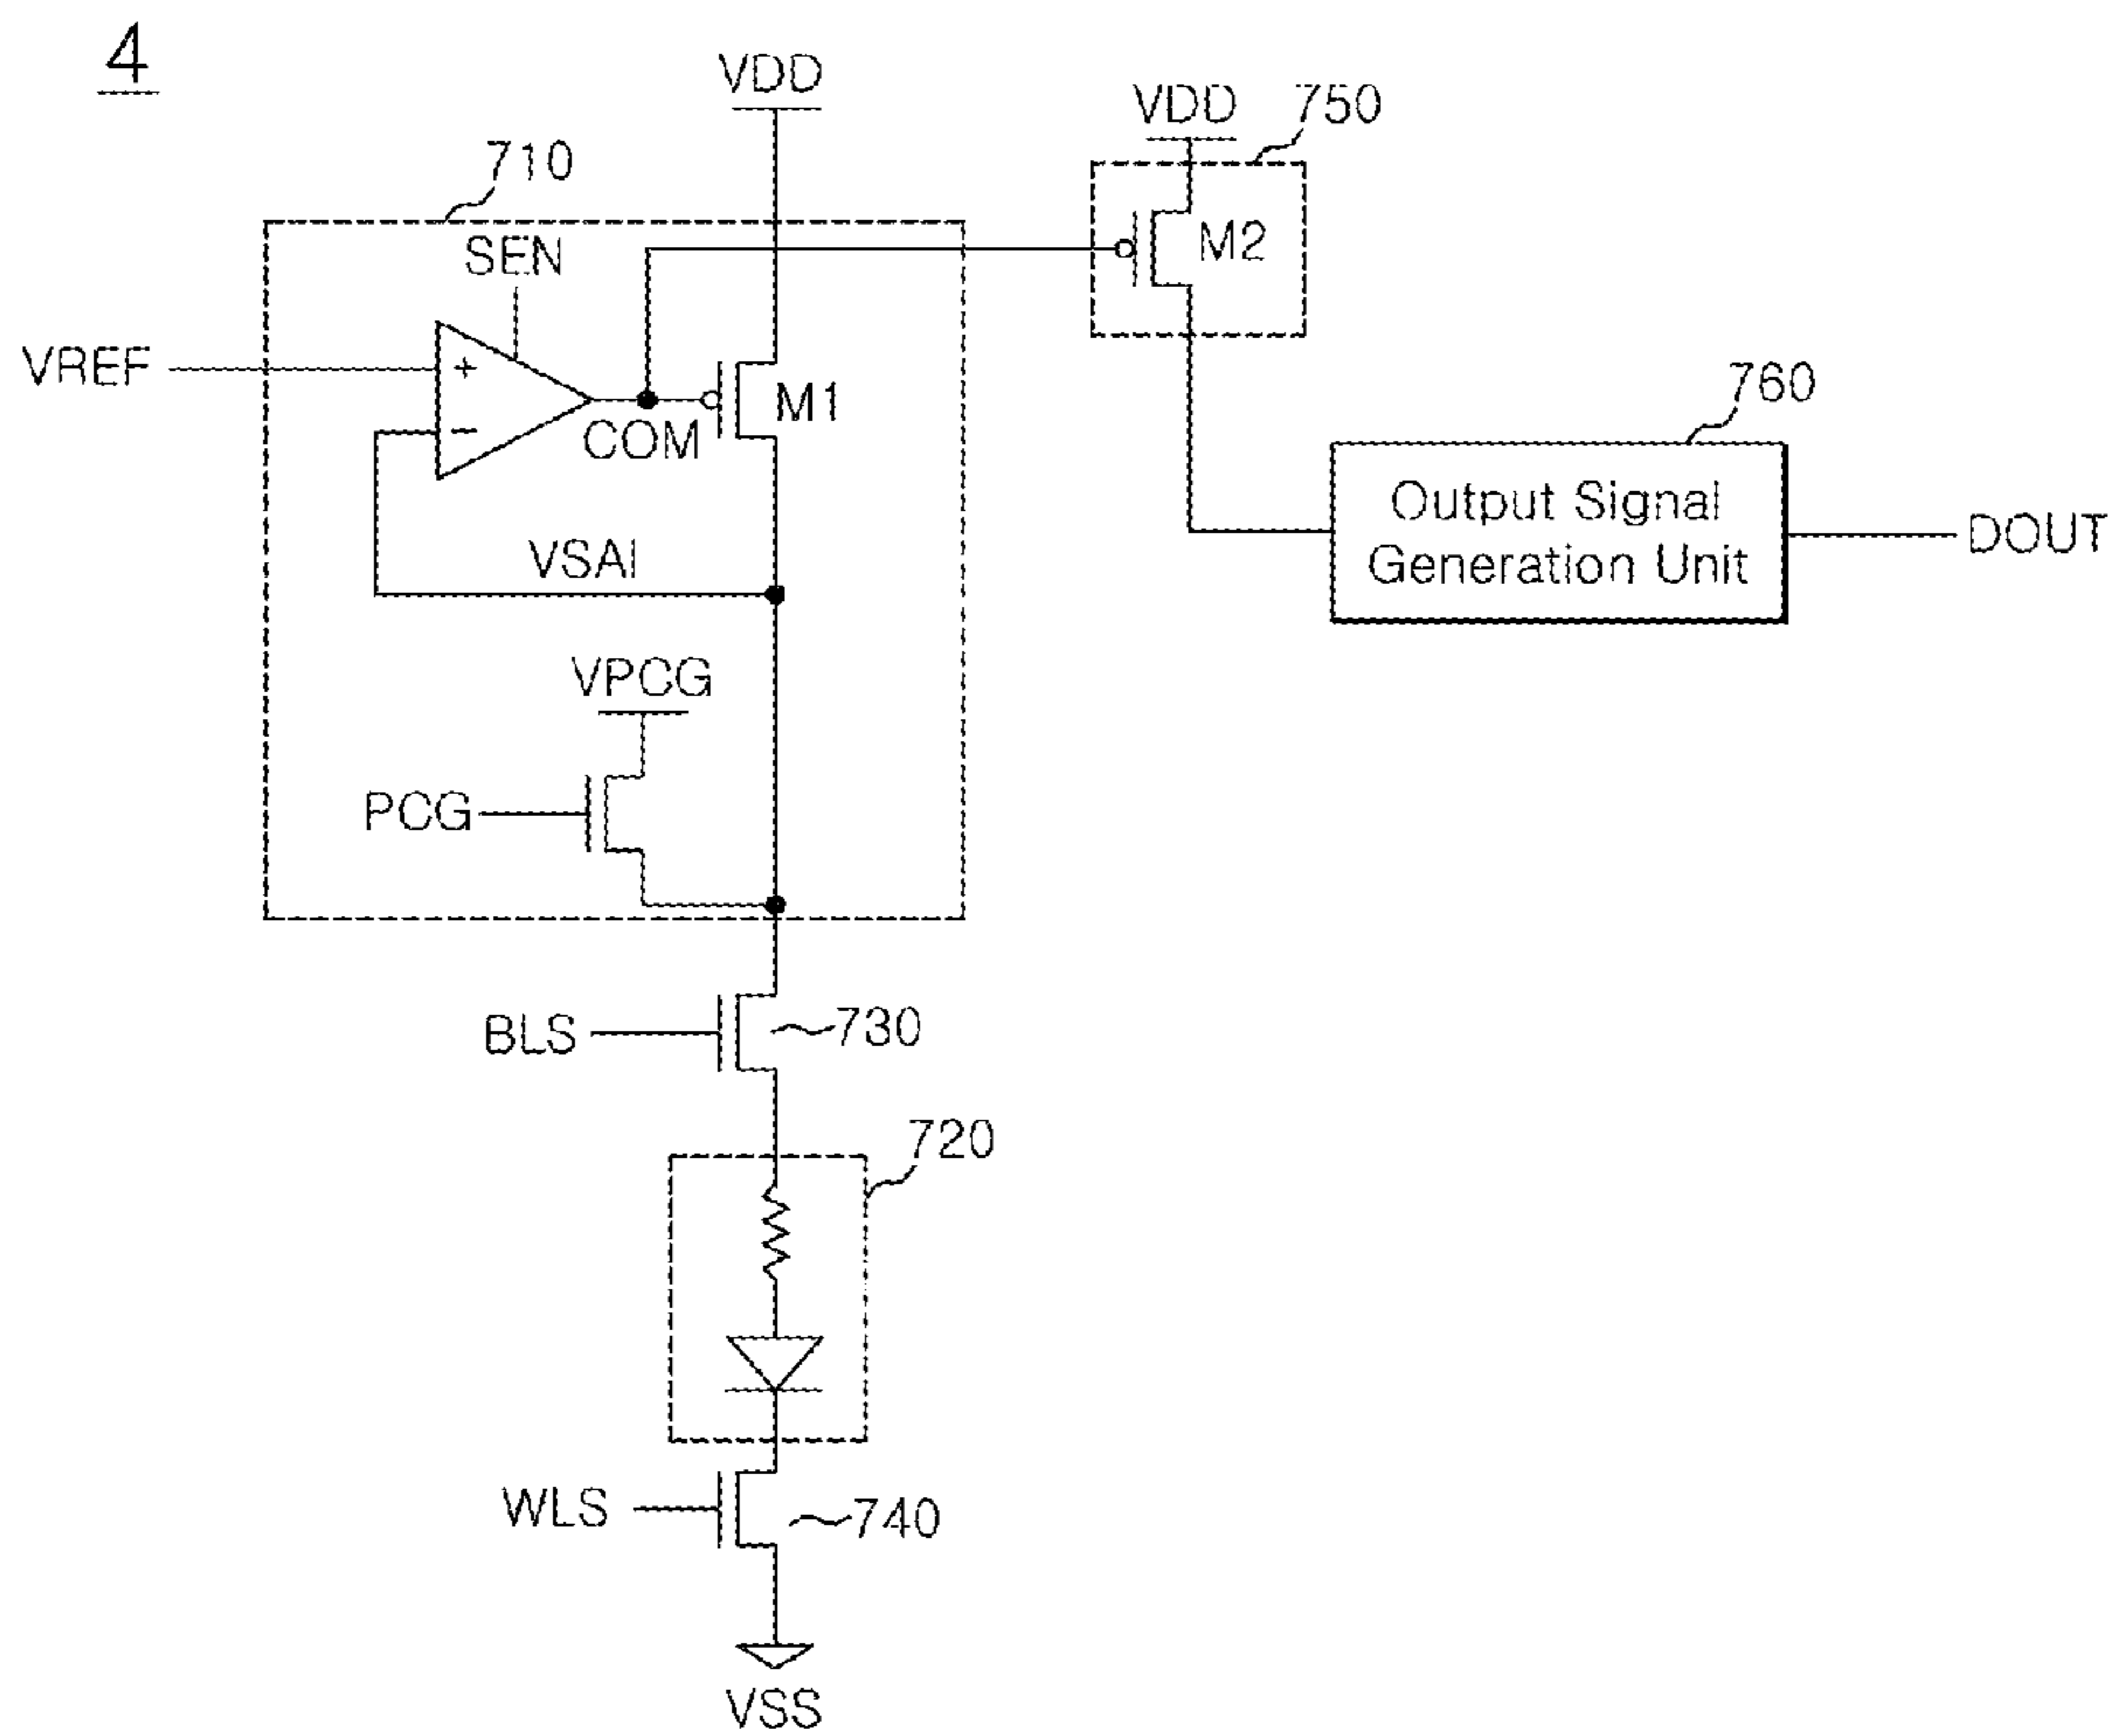 4
VDD
VDD
750
710
SEN
M2
VREF
+
M1
COM
−
760
Output Signal
Generation Unit
DOUT
VSAI
VPCG
PCG
BLS
730
720
WLS
740
VSS